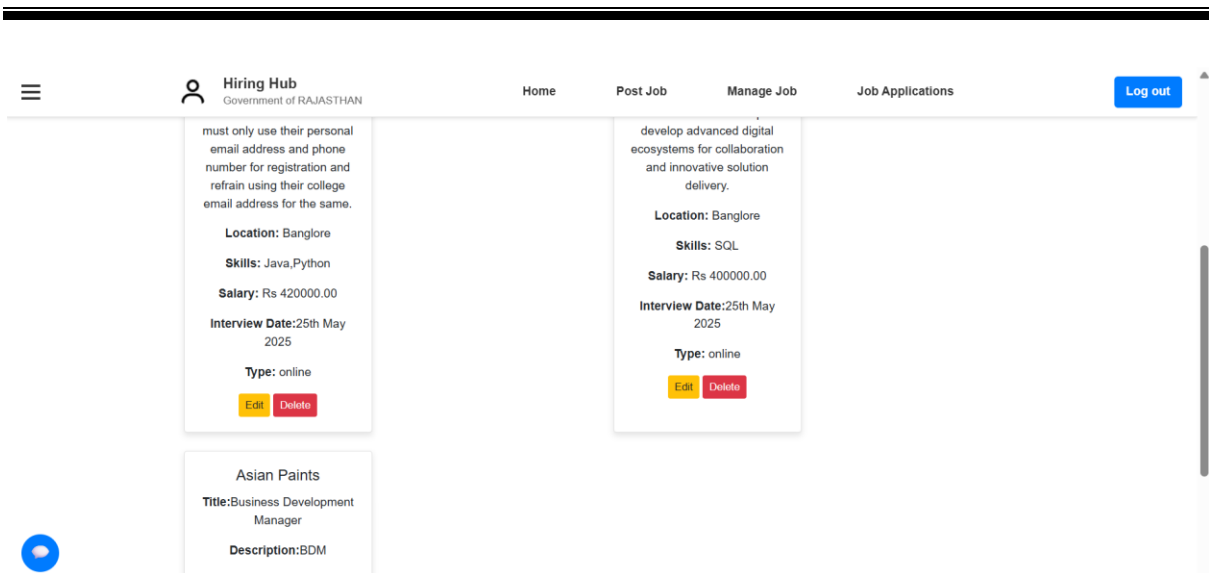 Hiring Hub
Government of RAJASTHAN
Home
Post Job
Manage Job
Job Applications
Log out
must only use their personal
email address and phone
number for registration and
refrain using their college
email address for the same.
Location: Banglore
Skills: Java,Python
Salary: Rs 420000.00
Interview Date:25th May
2025
Type: online
Edit
Delete
develop advanced digital
ecosystems for collaboration
and innovative solution
delivery.
Location: Banglore
Skills: SQL
Salary: Rs 400000.00
Interview Date:25th May
2025
Type: online
Edit
Delete
Asian Paints
Title:Business Development
Manager
Description:BDM